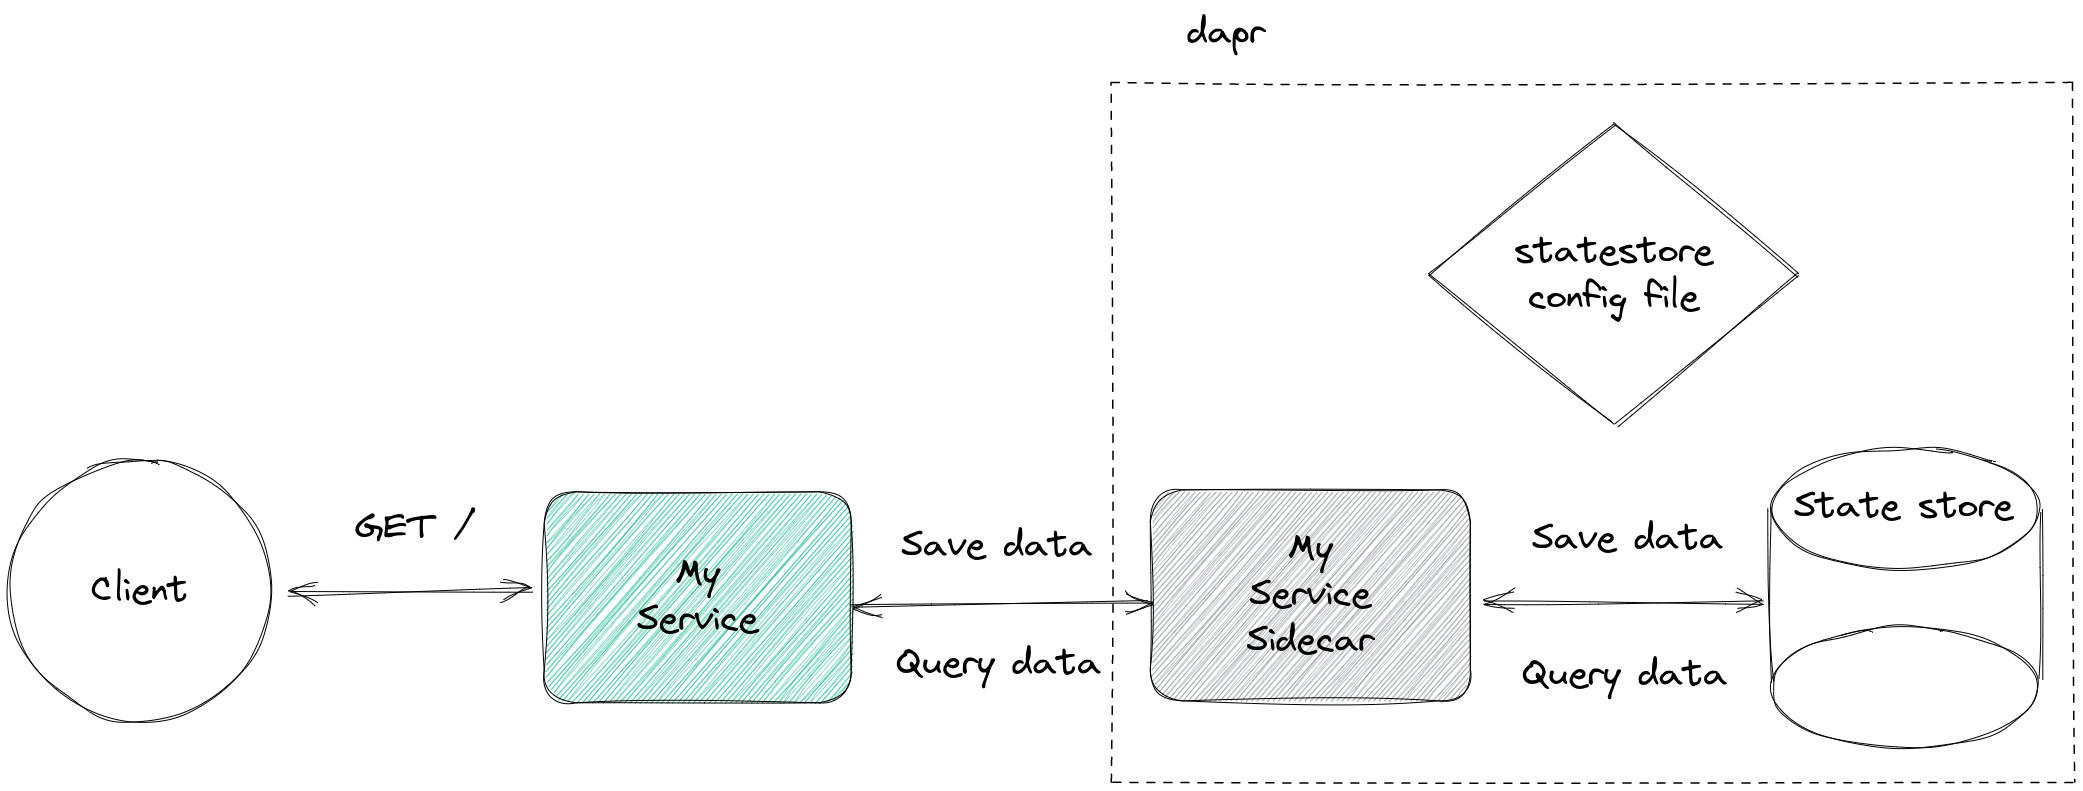 dapr
statestore
config file
Client
GET /
My
Service
Save data
Query data
My
Service
Sidecar
Save data
Query data
State store